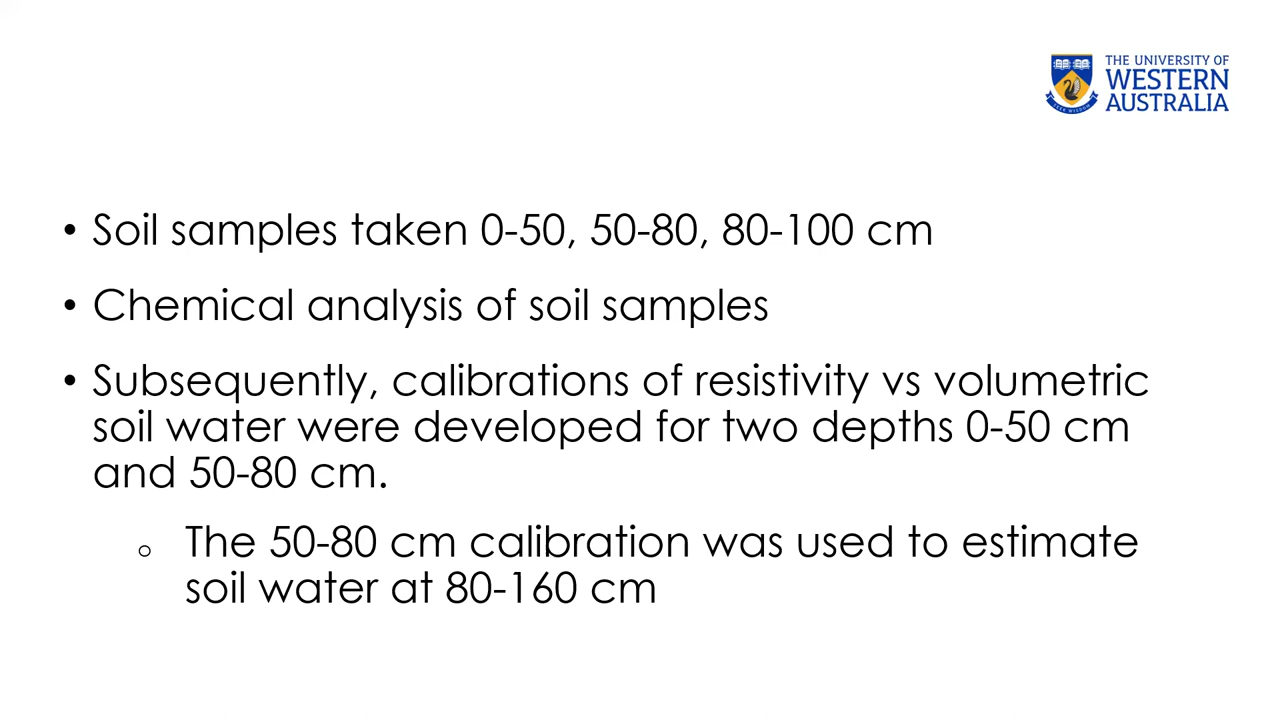 THE UNIVERSITY OF
WESTERN
AUSTRALIA
• Soil samples taken 0-50, 50-80, 80-100 cm
• Chemical analysis of soil samples
• Subsequently, calibrations of resistivity vs volumetric
soil water were developed for two depths 0-50 cm
and 50-80 cm.
o The 50-80 cm calibration was used to estimate
soil water at 80-160 cm